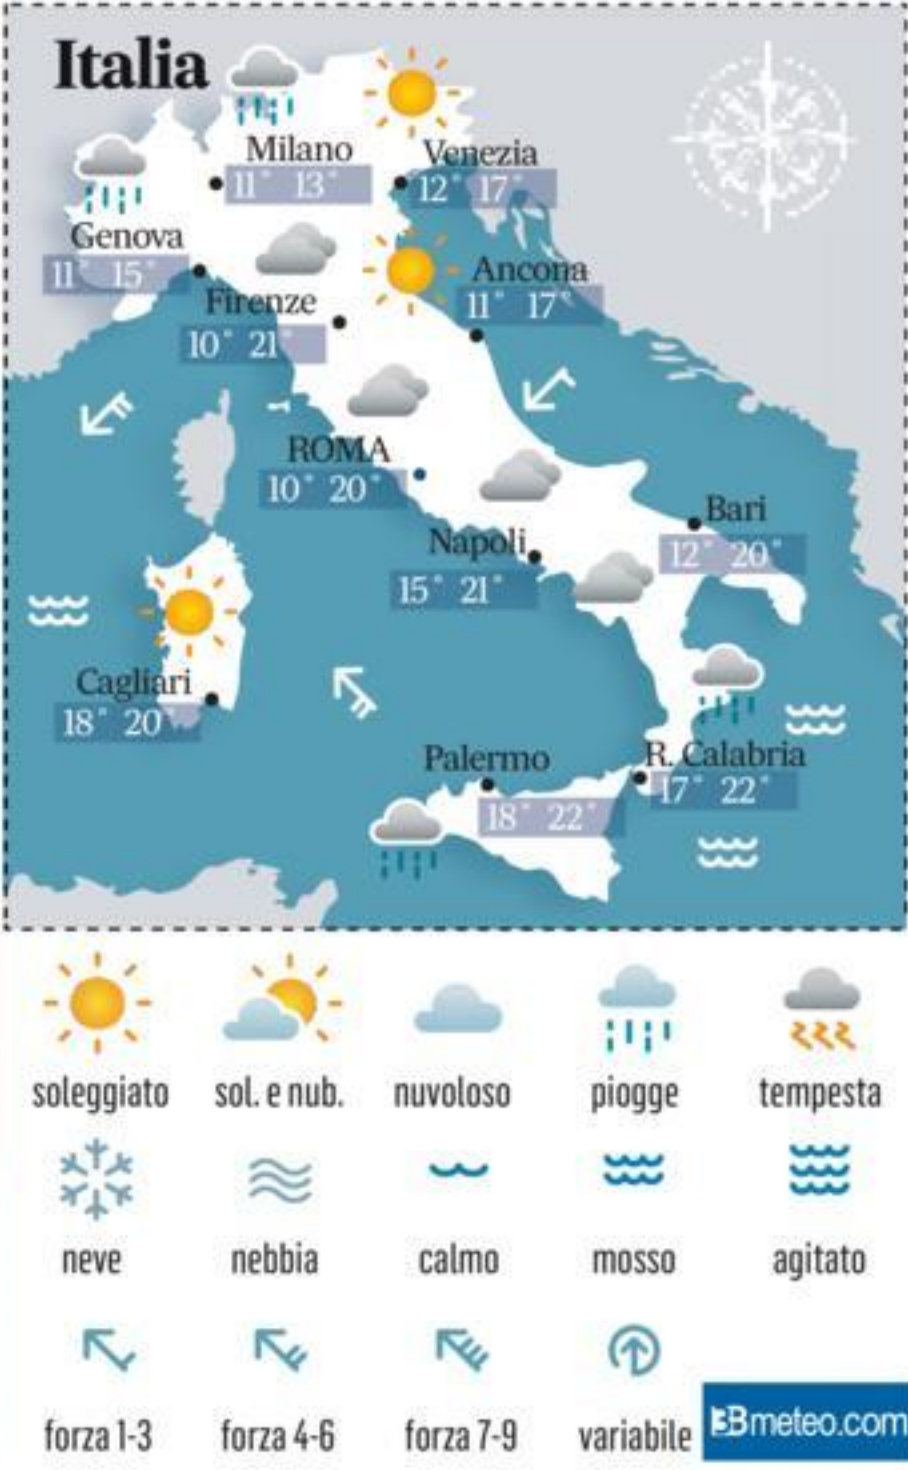 Italia
Milano
11° 13°
Venezia
12° 17°
Genova
11° 15°
Firenze
10° 21°
Ancona
11° 17°
ROMA
10° 20°
Napoli
15° 21°
Bari
12° 20°
Cagliari
18° 20°
Palermo
18° 22°
R. Calabria
17° 22°
soleggiato sol. e nub. nuvoloso piogge tempesta
neve nebbia calmo mosso agitato
forza 1-3 forza 4-6 forza 7-9 variabile
3Bmeteo.com